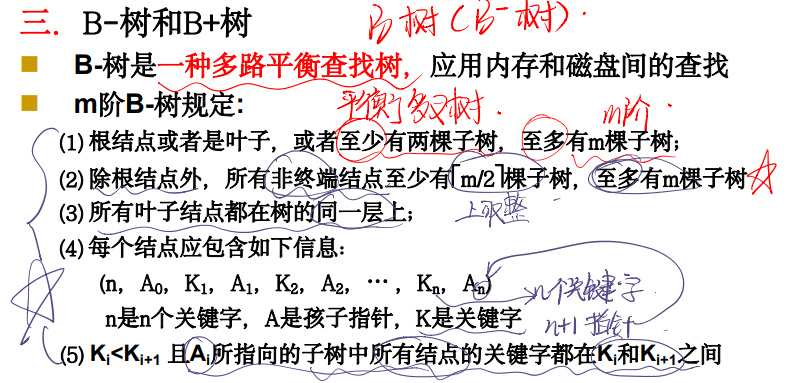 三. B-树和B+树 B树(B-树).
B-树是一种多路平衡查找树，应用内存和磁盘间的查找
m阶B-树规定: 平衡多叉树. m阶.
(1) 根结点或者是叶子，或者至少有两棵子树，至多有m棵子树；
(2) 除根结点外，所有非终端结点至少有⌈m/2⌉棵子树，至多有m棵子树
(3) 所有叶子结点都在树的同一层上； 上取整
(4) 每个结点应包含如下信息：
(n, A₀, K₁, A₁, K₂, A₂, …, Kₙ, Aₙ) n个关键字
n是n个关键字，A是孩子指针，K是关键字 n+1指针
(5) Kᵢ<Kᵢ₊₁ 且Aᵢ所指向的子树中所有结点的关键字都在Kᵢ和Kᵢ₊₁之间